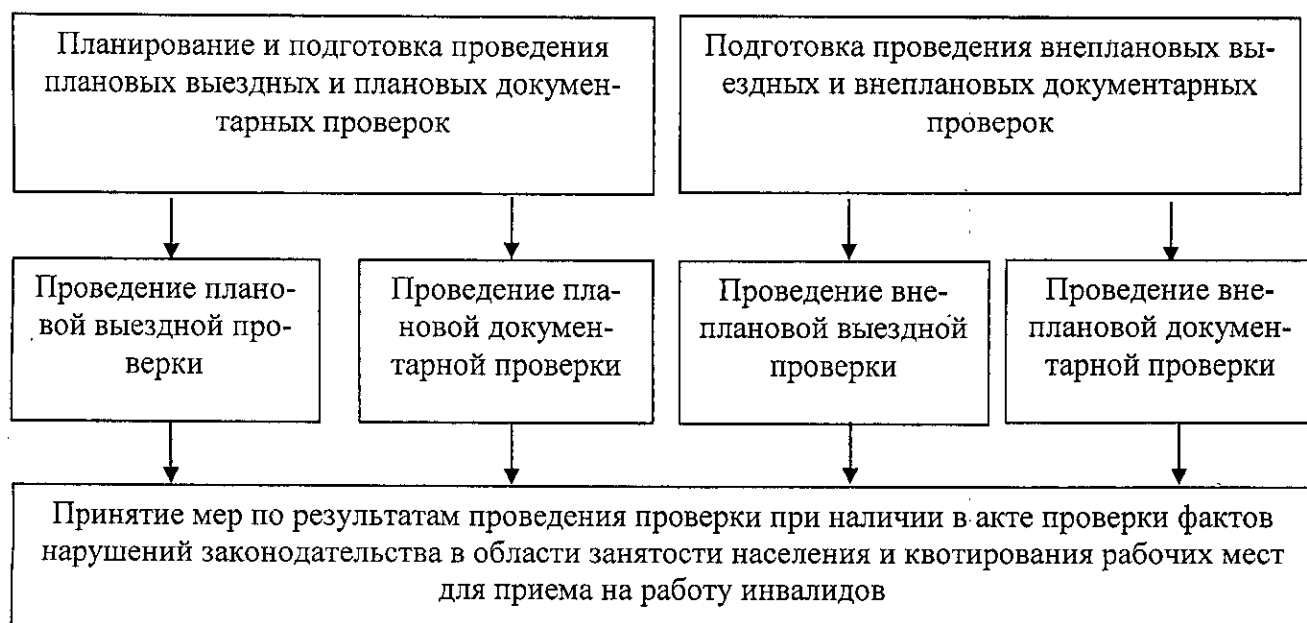 Планирование и подготовка проведения
плановых выездных и плановых докумен-
тарных проверок
Подготовка проведения внеплановых вы-
ездных и внеплановых документарных
проверок
Проведение плано-
вой выездной про-
верки
Проведение пла-
новой докумен-
тарной проверки
Проведение вне-
плановой выездной
проверки
Проведение вне-
плановой докумен-
тарной проверки
Принятие мер по результатам проведения проверки при наличии в акте проверки фактов
нарушений законодательства в области занятости населения и квотирования рабочих мест
для приема на работу инвалидов